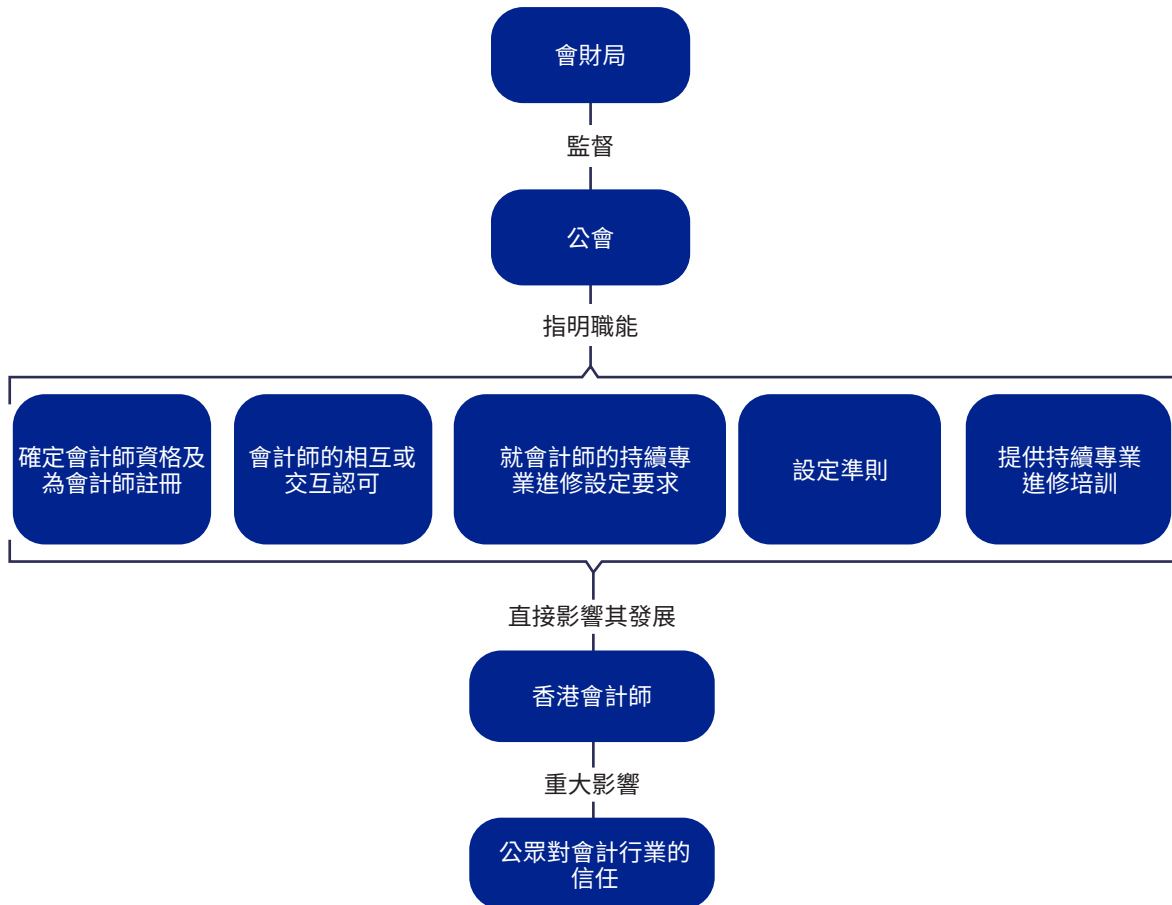 會財局
監督
公會
指明職能
確定會計師資格及
為會計師註冊
會計師的相互或
交互認可
就會計師的持續專
業進修設定要求
設定準則
提供持續專業
進修培訓
直接影響其發展
香港會計師
重大影響
公眾對會計行業的
信任